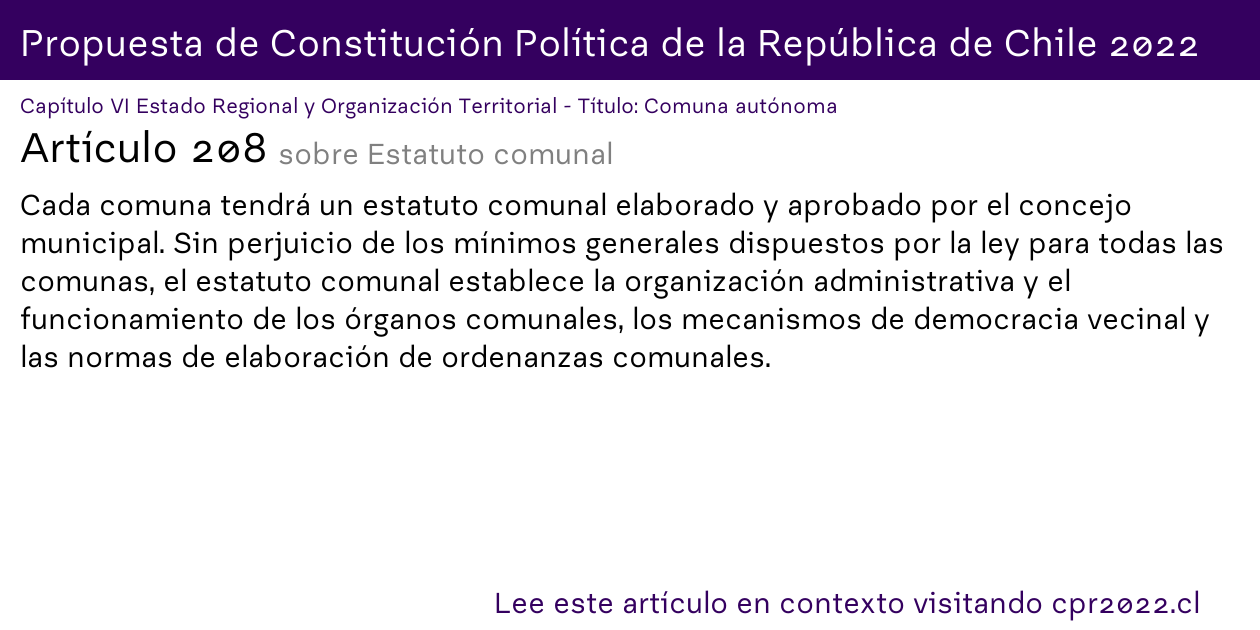 Propuesta de Constitución Política de la República de Chile 2022
Capítulo VI Estado Regional y Organización Territorial - Título: Comuna autónoma
Artículo 208 sobre Estatuto comunal
Cada comuna tendrá un estatuto comunal elaborado y aprobado por el concejo
municipal. Sin perjuicio de los mínimos generales dispuestos por la ley para todas las
comunas, el estatuto comunal establece la organización administrativa y el
funcionamiento de los órganos comunales, los mecanismos de democracia vecinal y
las normas de elaboración de ordenanzas comunales.
Lee este artículo en contexto visitando cpr2022.cl